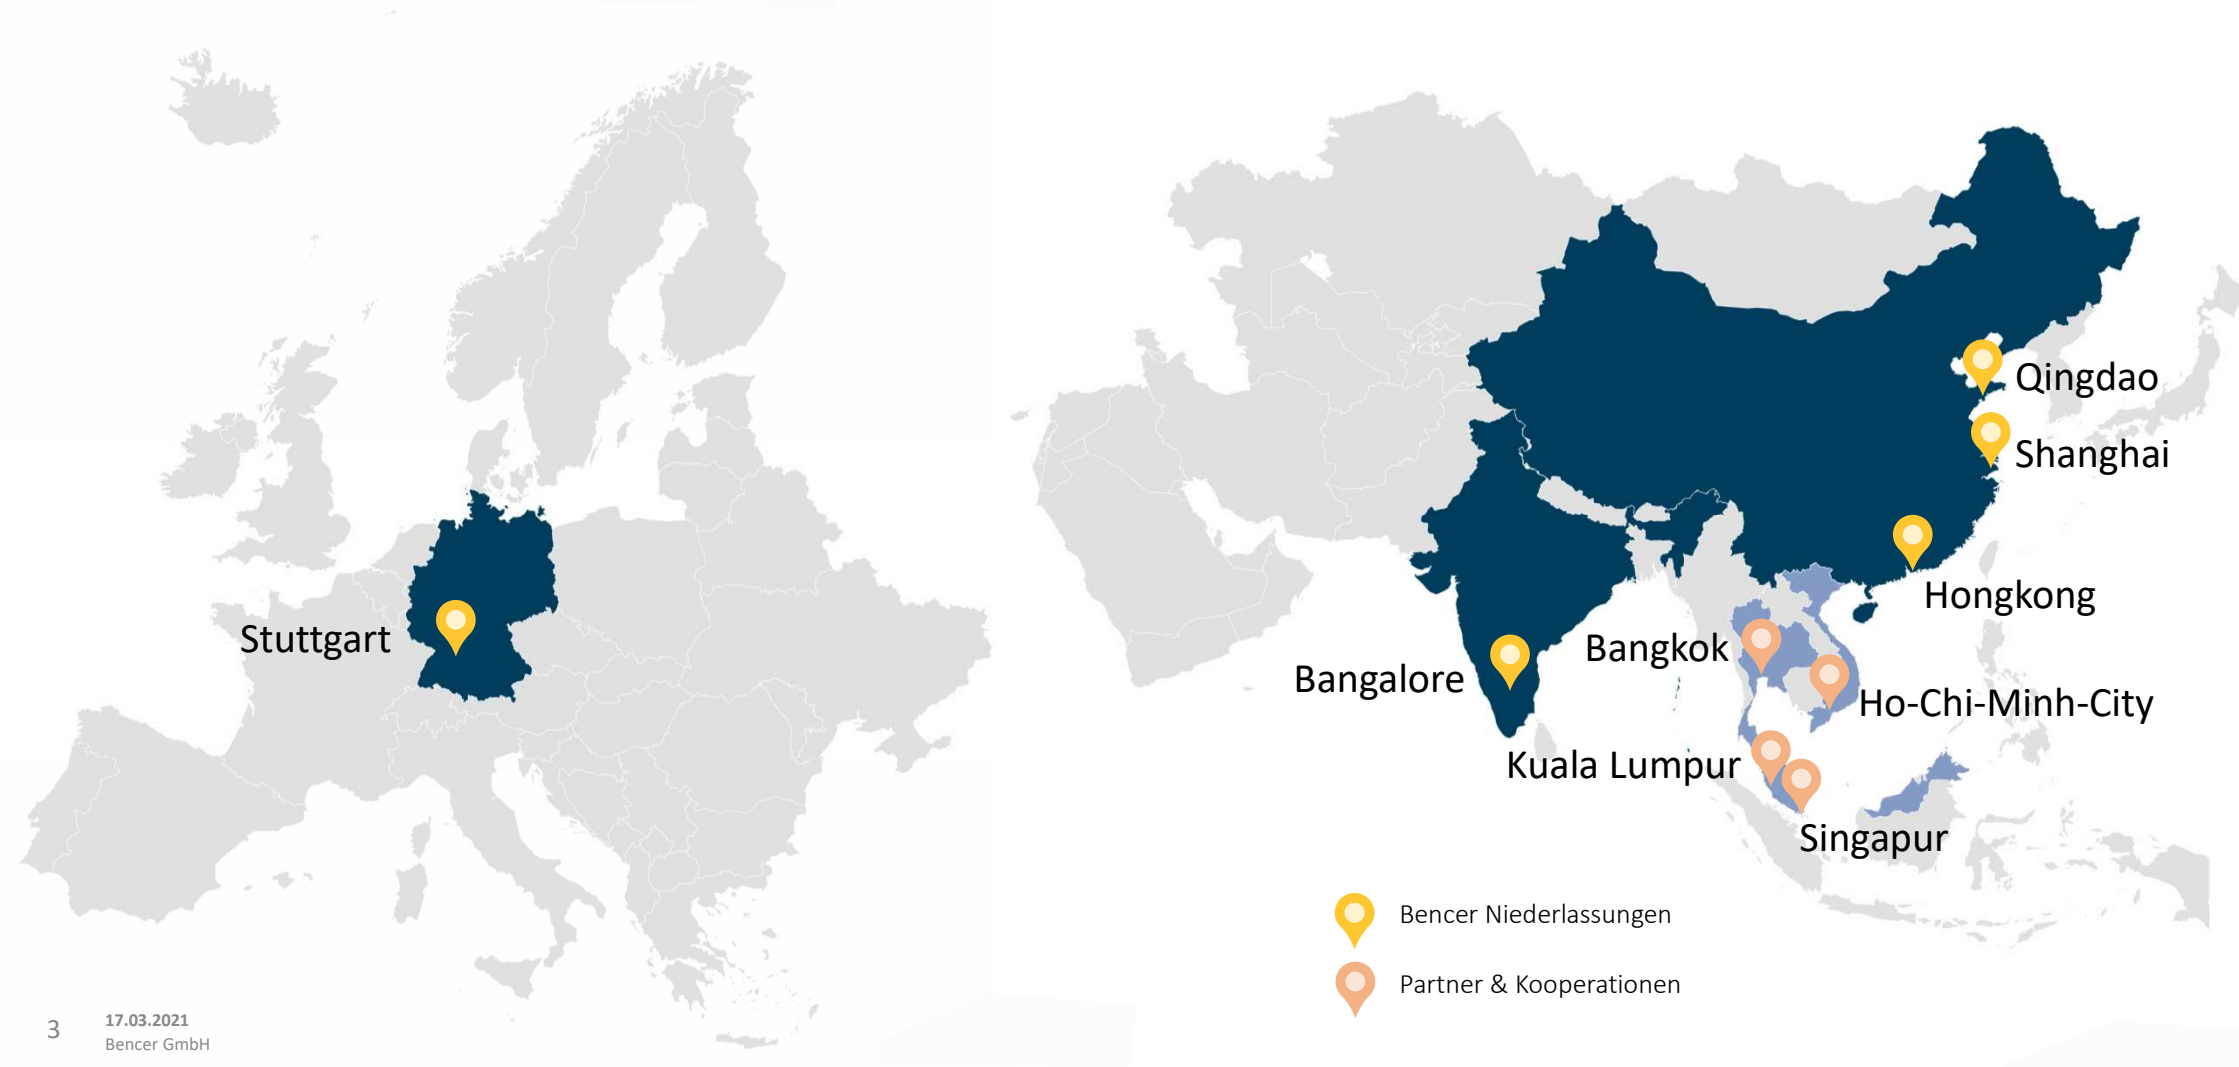 Qingdao
Shanghai
Hongkong
Stuttgart
Bangkok
Bangalore
Ho-Chi-Minh-City
Kuala Lumpur
Singapur
Bencer Niederlassungen
Partner & Kooperationen
3
17.03.2021
Bencer GmbH